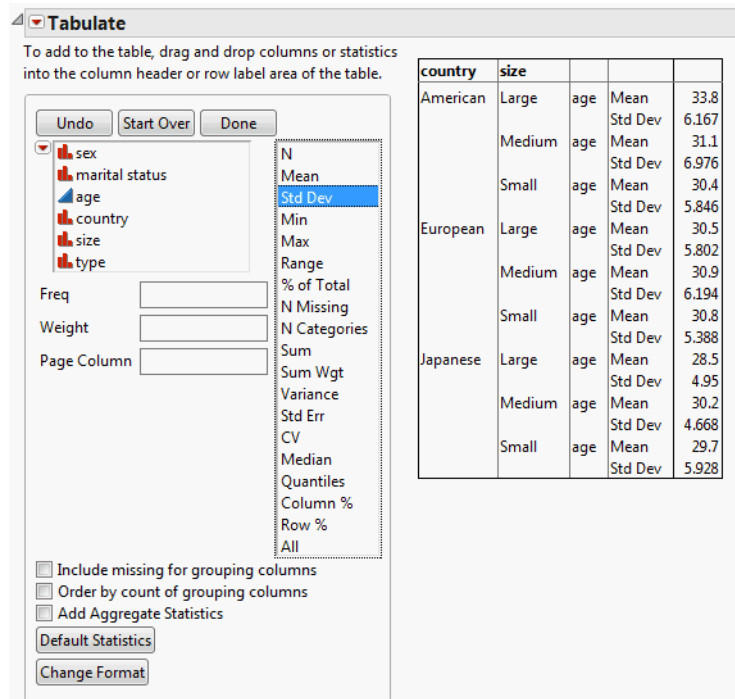 Tabulate
To add to the table, drag and drop columns or statistics
into the column header or row label area of the table.
Undo Start Over Done
sex
marital status
age
country
size
type
Freq
Weight
Page Column
N
Mean
Std Dev
Min
Max
Range
% of Total
N Missing
N Categories
Sum
Sum Wgt
Variance
Std Err
CV
Median
Quantiles
Column %
Row %
All
Include missing for grouping columns
Order by count of grouping columns
Add Aggregate Statistics
Default Statistics
Change Format
country size
American Large age Mean 33.8
Std Dev 6.167
Medium age Mean 31.1
Std Dev 6.976
Small age Mean 30.4
Std Dev 5.846
European Large age Mean 30.5
Std Dev 5.802
Medium age Mean 30.9
Std Dev 6.194
Small age Mean 30.8
Std Dev 5.388
Japanese Large age Mean 28.5
Std Dev 4.95
Medium age Mean 30.2
Std Dev 4.668
Small age Mean 29.7
Std Dev 5.928